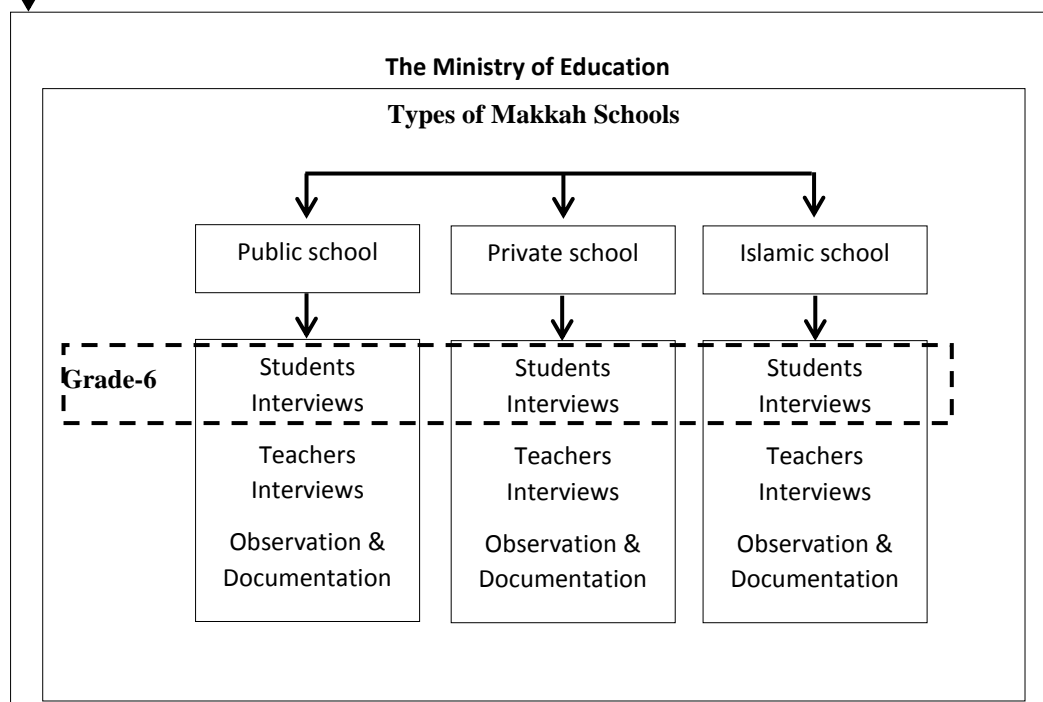 The Ministry of Education
Types of Makkah Schools
Public school
Private school
Islamic school
Grade-6
Students
Interviews
Teachers
Interviews
Observation &
Documentation
Students
Interviews
Teachers
Interviews
Observation &
Documentation
Students
Interviews
Teachers
Interviews
Observation &
Documentation